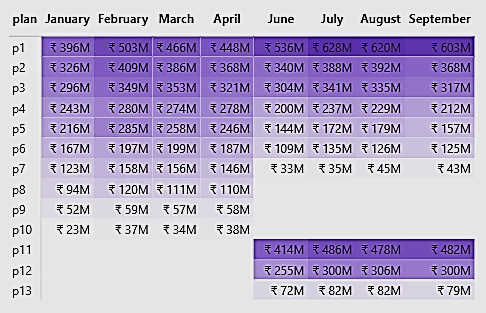 plan January February March April June July August September
p1 ₹ 396M ₹ 503M ₹ 466M ₹ 448M ₹ 536M ₹ 628M ₹ 620M ₹ 603M
p2 ₹ 326M ₹ 409M ₹ 386M ₹ 368M ₹ 340M ₹ 388M ₹ 392M ₹ 368M
p3 ₹ 296M ₹ 349M ₹ 353M ₹ 321M ₹ 304M ₹ 341M ₹ 335M ₹ 317M
p4 ₹ 243M ₹ 280M ₹ 274M ₹ 278M ₹ 200M ₹ 237M ₹ 229M ₹ 212M
p5 ₹ 216M ₹ 285M ₹ 258M ₹ 246M ₹ 144M ₹ 172M ₹ 179M ₹ 157M
p6 ₹ 167M ₹ 197M ₹ 199M ₹ 187M ₹ 109M ₹ 135M ₹ 126M ₹ 125M
p7 ₹ 123M ₹ 158M ₹ 156M ₹ 146M ₹ 33M ₹ 35M ₹ 45M ₹ 43M
p8 ₹ 94M ₹ 120M ₹ 111M ₹ 110M
p9 ₹ 52M ₹ 59M ₹ 57M ₹ 58M
p10 ₹ 23M ₹ 37M ₹ 34M ₹ 38M
p11 ₹ 414M ₹ 486M ₹ 478M ₹ 482M
p12 ₹ 255M ₹ 300M ₹ 306M ₹ 300M
p13 ₹ 72M ₹ 82M ₹ 82M ₹ 79M